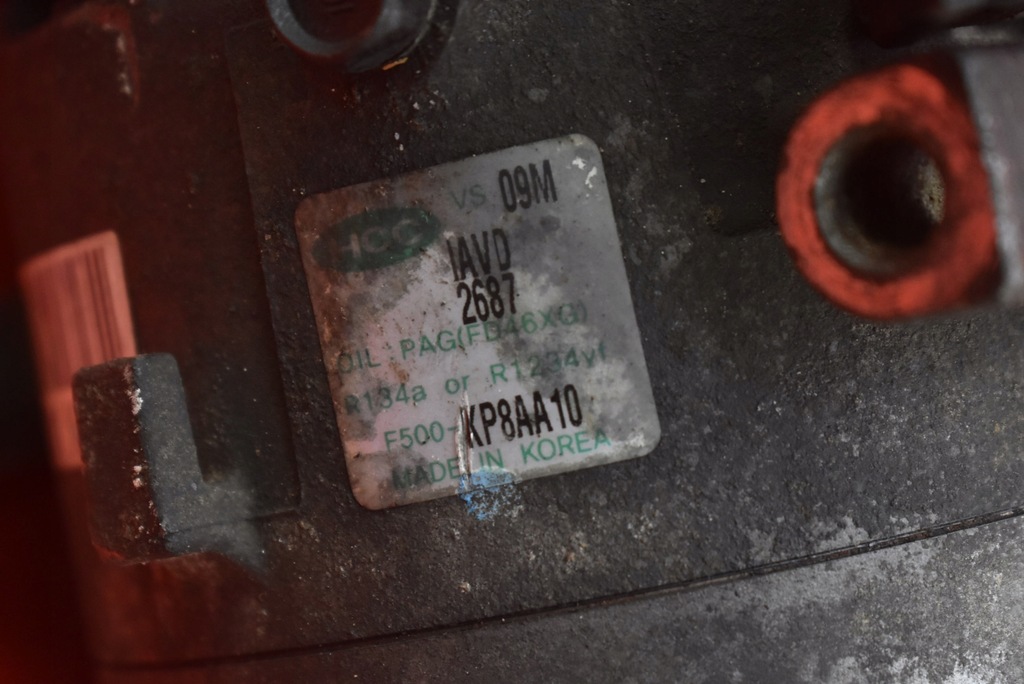 VS 09M
HCC
IAVD
2687
OIL PAG(FD46XG)
R134a or R1234yf
F500-KP8AA10
MADE IN KOREA